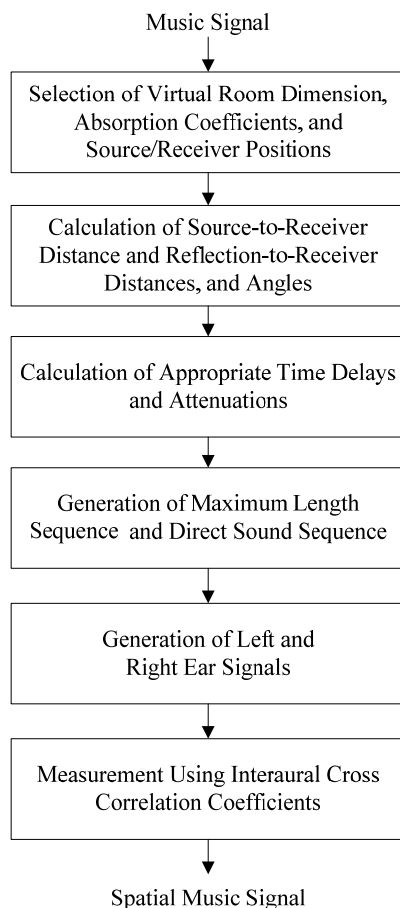 Music Signal
Selection of Virtual Room Dimension,
Absorption Coefficients, and
Source/Receiver Positions
Calculation of Source-to-Receiver
Distance and Reflection-to-Receiver
Distances, and Angles
Calculation of Appropriate Time Delays
and Attenuations
Generation of Maximum Length
Sequence and Direct Sound Sequence
Generation of Left and
Right Ear Signals
Measurement Using Interaural Cross
Correlation Coefficients
Spatial Music Signal